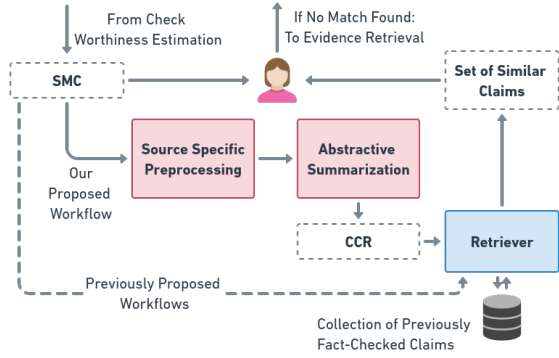 From Check
Worthiness Estimation
If No Match Found:
To Evidence Retrieval
SMC
Set of Similar
Claims
Source Specific
Preprocessing
Abstractive
Summarization
Our
Proposed
Workflow
CCR
Retriever
Previously Proposed
Workflows
Collection of Previously
Fact-Checked Claims